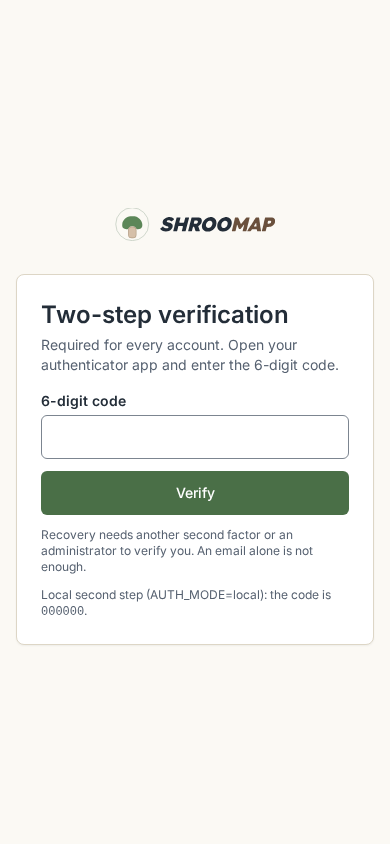 SHROOMAP
Two-step verification
Required for every account. Open your
authenticator app and enter the 6-digit code.
6-digit code
Verify
Recovery needs another second factor or an
administrator to verify you. An email alone is not
enough.
Local second step (AUTH_MODE=local): the code is
000000.